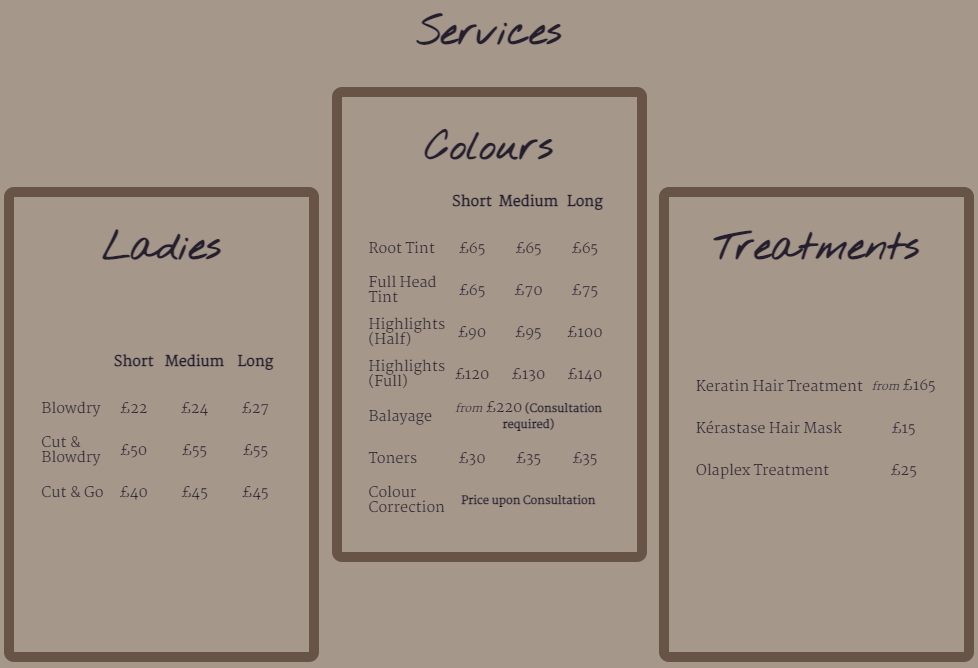 Services
Ladies
Short Medium Long
Blowdry £22 £24 £27
Cut &
Blowdry £50 £55 £55
Cut & Go £40 £45 £45
Colours
Short Medium Long
Root Tint £65 £65 £65
Full Head
Tint £65 £70 £75
Highlights
(Half) £90 £95 £100
Highlights
(Full) £120 £130 £140
Balayage from £220 (Consultation
required)
Toners £30 £35 £35
Colour
Correction Price upon Consultation
Treatments
Keratin Hair Treatment from £165
Kérastase Hair Mask £15
Olaplex Treatment £25